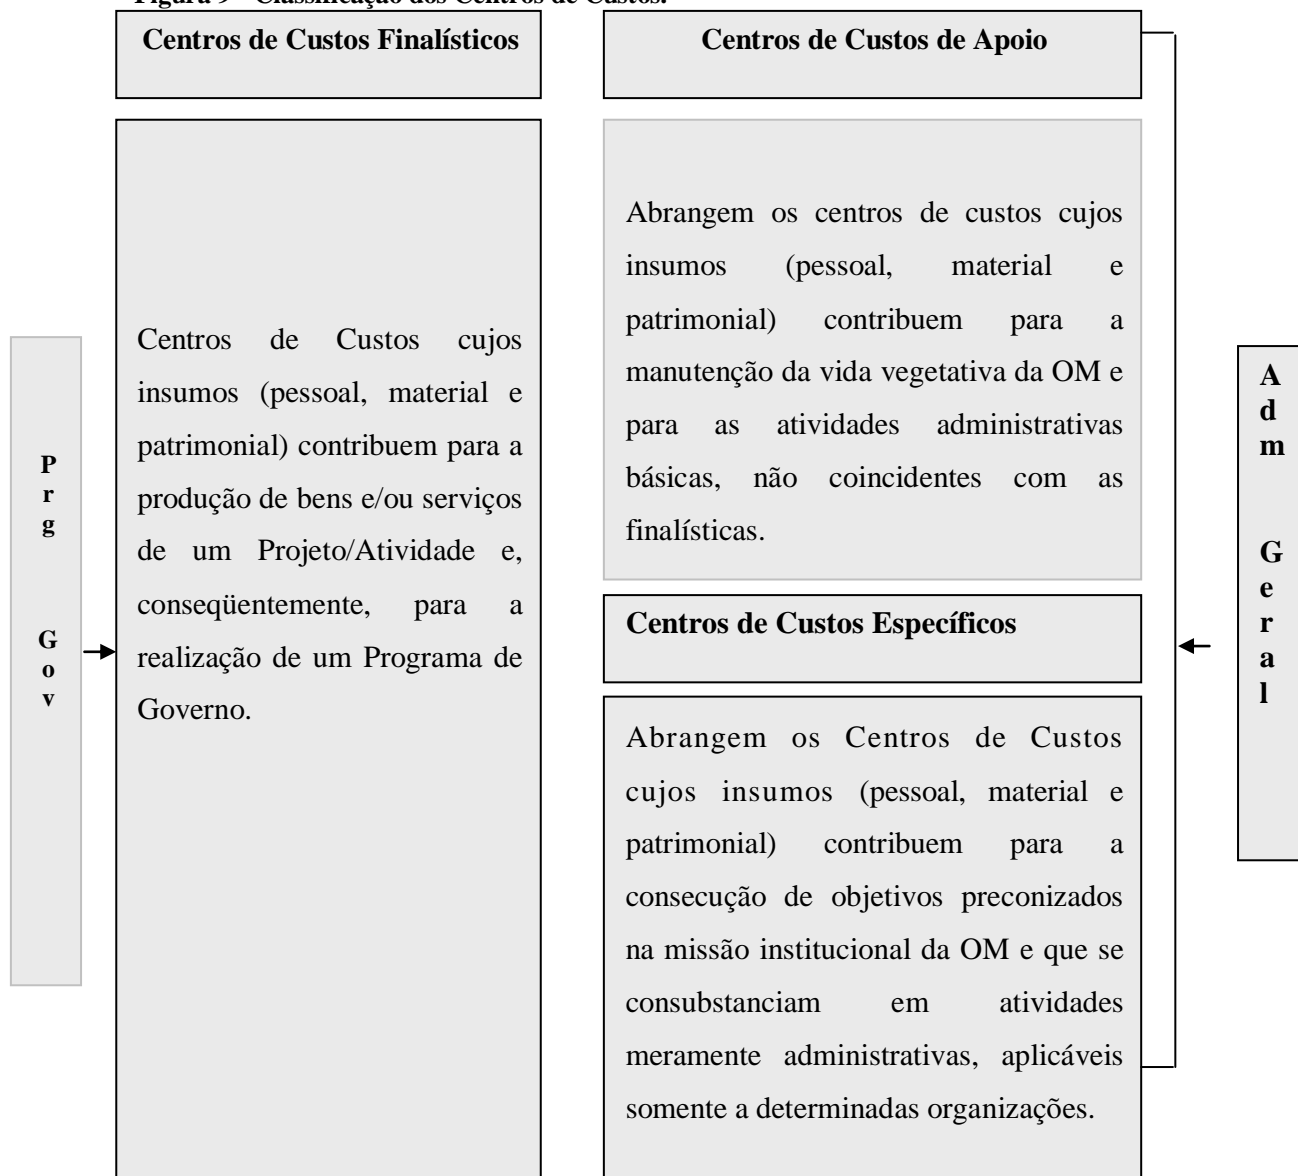 Figura 9 - Classificação dos Centros de Custos.
Centros de Custos Finalísticos
Centros de Custos cujos
insumos (pessoal, material e
patrimonial) contribuem para a
produção de bens e/ou serviços
de um Projeto/Atividade e,
conseqüentemente, para a
realização de um Programa de
Governo.
P
r
g
G
o
v
Centros de Custos de Apoio
Abrangem os centros de custos cujos
insumos (pessoal, material e
patrimonial) contribuem para a
manutenção da vida vegetativa da OM e
para as atividades administrativas
básicas, não coincidentes com as
finalísticas.
Centros de Custos Específicos
Abrangem os Centros de Custos
cujos insumos (pessoal, material e
patrimonial) contribuem para a
consecução de objetivos preconizados
na missão institucional da OM e que se
consubstanciam em atividades
meramente administrativas, aplicáveis
somente a determinadas organizações.
A
d
m
G
e
r
a
l